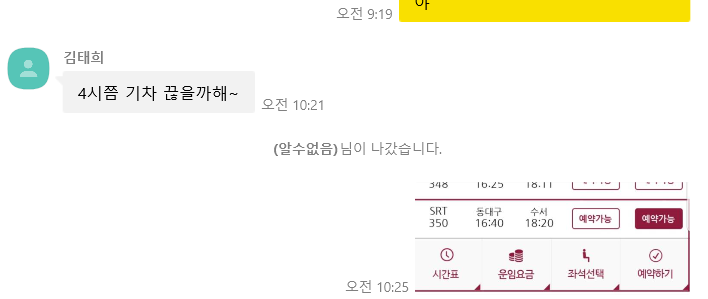 야
오전 9:19
김태희
4시쯤 기차 끊을까해~
오전 10:21
(알수없음)님이 나갔습니다.
348 16:25 18:11
SRT 동대구 수서
350 16:40 18:20 예약가능 예약가능
시간표 운임요금 좌석선택 예약하기
오전 10:25